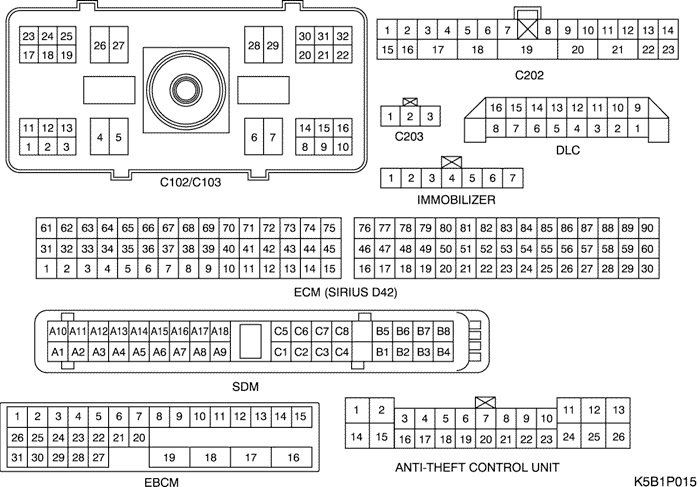 23 24 25 26 27 28 29 30 31 32
17 18 19 20 21 22
11 12 13 4 5 6 7 14 15 16
1 2 3 8 9 10
C102/C103
1 2 3 4 5 6 7 8 9 10 11 12 13 14
15 16 17 18 19 20 21 22 23
C202
1 2 3
C203
16 15 14 13 12 11 10 9
8 7 6 5 4 3 2 1
DLC
1 2 3 4 5 6 7
IMMOBILIZER
61 62 63 64 65 66 67 68 69 70 71 72 73 74 75 76 77 78 79 80 81 82 83 84 85 86 87 88 89 90
31 32 33 34 35 36 37 38 39 40 41 42 43 44 45 46 47 48 49 50 51 52 53 54 55 56 57 58 59 60
1 2 3 4 5 6 7 8 9 10 11 12 13 14 15 16 17 18 19 20 21 22 23 24 25 26 27 28 29 30
ECM (SIRIUS D42)
A10 A11 A12 A13 A14 A15 A16 A17 A18 C5 C6 C7 C8 B5 B6 B7 B8
A1 A2 A3 A4 A5 A6 A7 A8 A9 C1 C2 C3 C4 B1 B2 B3 B4
SDM
1 2 3 4 5 6 7 8 9 10 11 12 13 14 15
26 25 24 23 22 21 20
31 30 29 28 27 19 18 17 16
EBCM
1 2 3 4 5 6 7 8 9 10 11 12 13
14 15 16 17 18 19 20 21 22 23 24 25 26
ANTI-THEFT CONTROL UNIT
K5B1P015